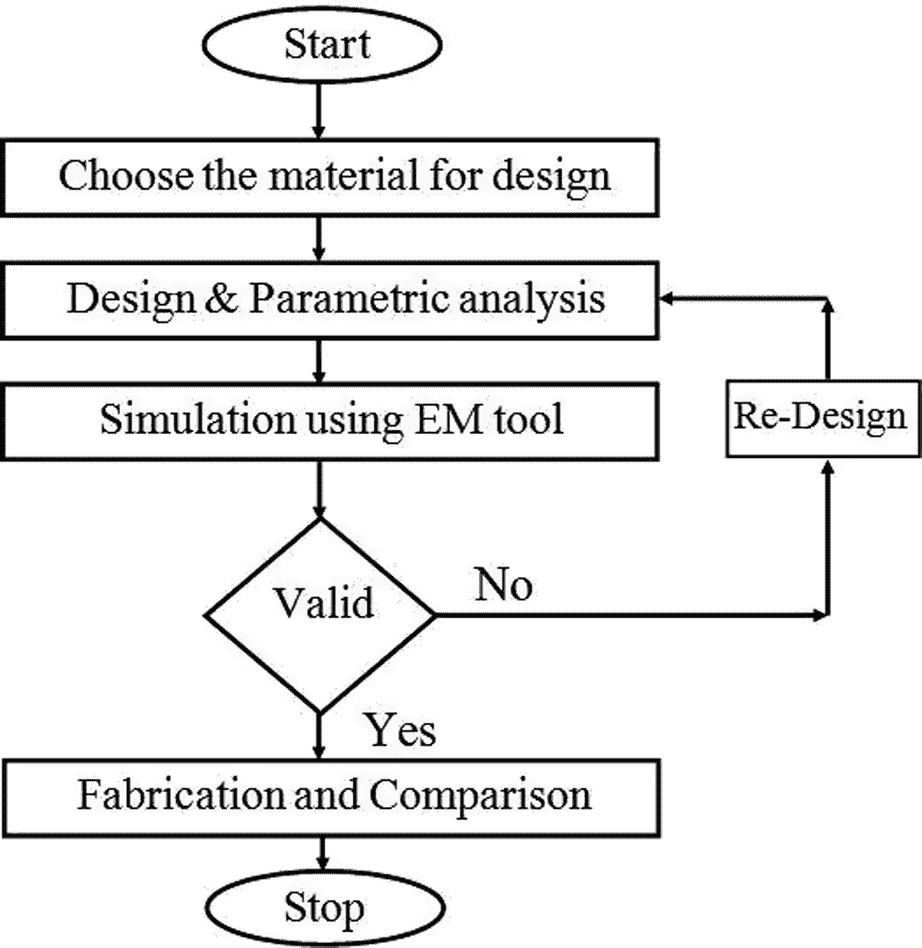 Start
Choose the material for design
Design & Parametric analysis
Simulation using EM tool
Re-Design
Valid
No
Yes
Fabrication and Comparison
Stop